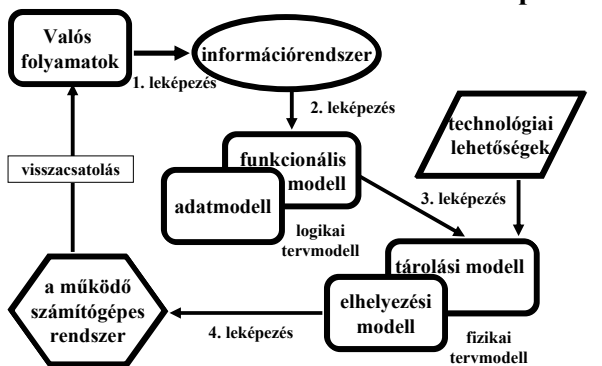 Valós
folyamatok
1. leképezés
információrendszer
2. leképezés
technológiai
lehetőségek
funkcionális
modell
adatmodell
logikai
tervmodell
3. leképezés
visszacsatolás
tárolási modell
elhelyezési
modell
fizikai
tervmodell
4. leképezés
a működő
számítógépes
rendszer